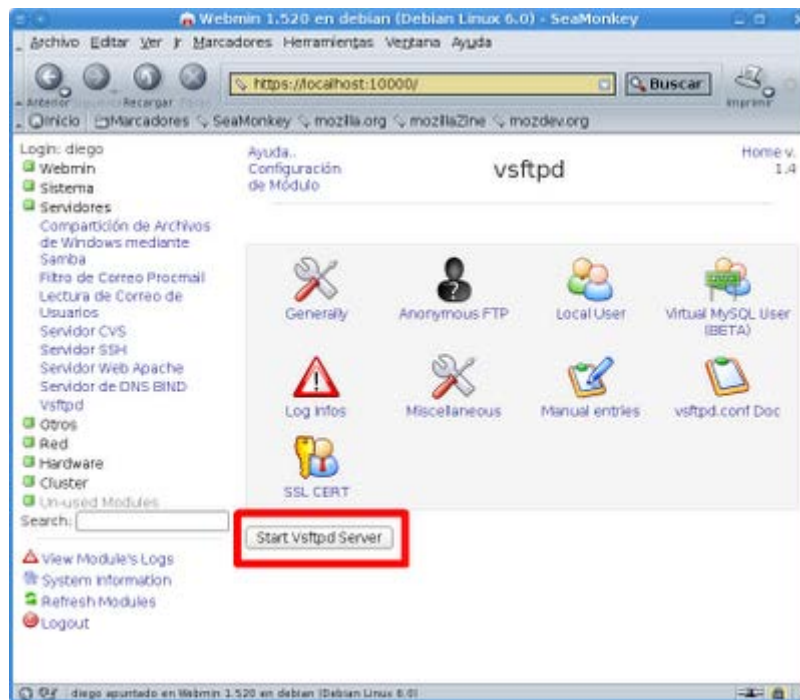 Webmin 1.520 en debian (Debian Linux 6.0) - SeaMonkey
Archivo Editar Ver Ir Marcadores Herramientas Ventana Ayuda
Anterior Recargar
https://localhost:10000/
Buscar
Imprimir
Inicio Marcadores SeaMonkey mozilla.org mozillaZine mozdev.org
Login: diego
Webmin
Sistema
Servidores
Compartición de Archivos
de Windows mediante
Samba
Filtro de Correo Procmail
Lectura de Correo de
Usuarios
Servidor CVS
Servidor SSH
Servidor Web Apache
Servidor de DNS BIND
Vsftpd
Otros
Red
Hardware
Cluster
Un-used Modules
Search:
View Module's Logs
System Information
Refresh Modules
Logout
Ayuda..
Configuración
de Módulo
vsftpd
Home v.
1.4
Generally
Anonymous FTP
Local User
Virtual MySQL User
(BETA)
Log Infos
Miscellaneous
Manual entries
vsftpd.conf Doc
SSL CERT
Start Vsftpd Server
diego apuntado en Webmin 1.520 en debian (Debian Linux 6.0)